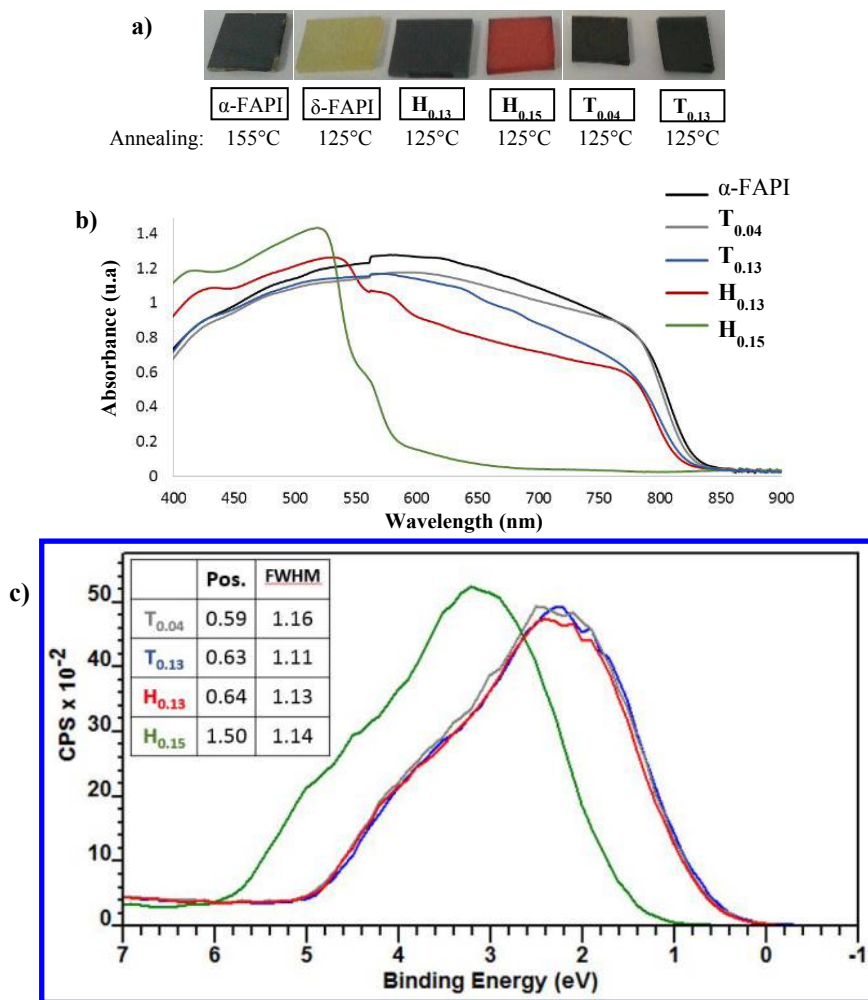 a)
α-FAPI δ-FAPI H0.13 H0.15 T0.04 T0.13
Annealing: 155°C 125°C 125°C 125°C 125°C 125°C
b)
α-FAPI
T0.04
T0.13
H0.13
H0.15
Absorbance (u.a)
1.4
1.2
1
0.8
0.6
0.4
0.2
0
400 450 500 550 600 650 700 750 800 850 900
Wavelength (nm)
c)
Pos. FWHM
T0.04 0.59 1.16
T0.13 0.63 1.11
H0.13 0.64 1.13
H0.15 1.50 1.14
CPS x 10-2
50
40
30
20
10
0
7 6 5 4 3 2 1 0 -1
Binding Energy (eV)